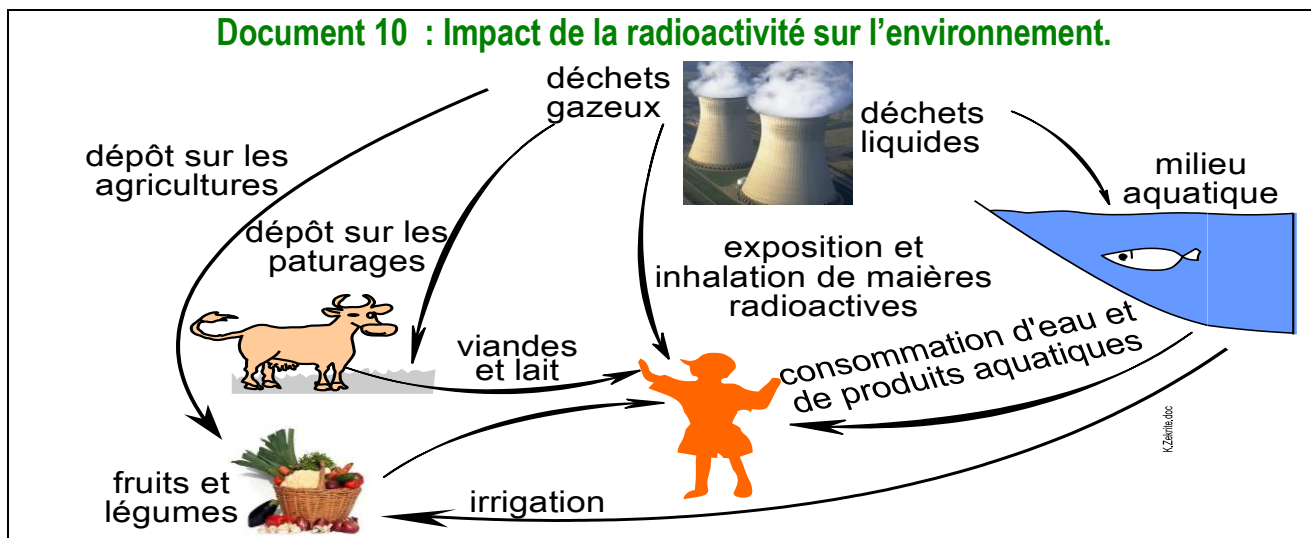 Document 10 : Impact de la radioactivité sur l'environnement.
déchets
gazeux
déchets
liquides
dépôt sur les
agricultures
milieu
aquatique
dépôt sur les
paturages
exposition et
inhalation de maières
radioactives
viandes
et lait
consommation d'eau et
de produits aquatiques
K.Zekrite.doc
fruits et
légumes
irrigation